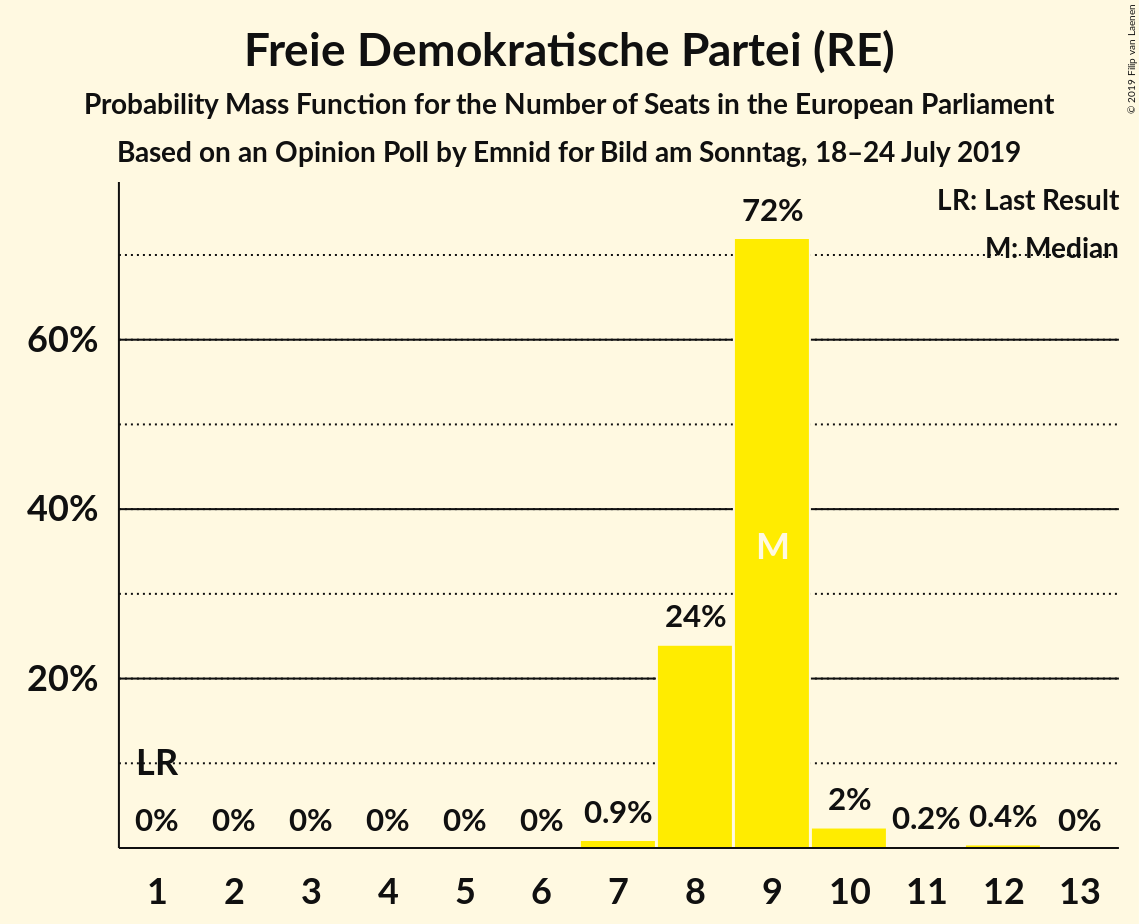 Freie Demokratische Partei (RE)
Probability Mass Function for the Number of Seats in the European Parliament
Based on an Opinion Poll by Emnid for Bild am Sonntag, 18–24 July 2019
© 2019 Filip van Laenen
LR: Last Result
M: Median
72%
60%
40%
M
24%
20%
LR
0% 0% 0% 0% 0% 0% 0.9% 2% 0.2% 0.4% 0%
1 2 3 4 5 6 7 8 9 10 11 12 13